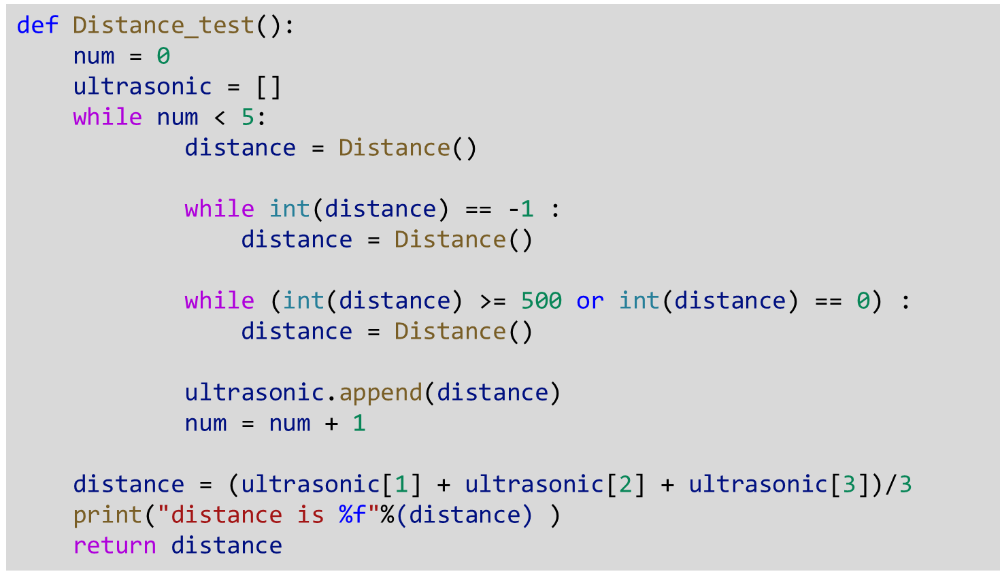 def Distance_test():
    num = 0
    ultrasonic = []
    while num < 5:
            distance = Distance()

            while int(distance) == -1 :
                distance = Distance()

            while (int(distance) >= 500 or int(distance) == 0) :
                distance = Distance()

            ultrasonic.append(distance)
            num = num + 1

    distance = (ultrasonic[1] + ultrasonic[2] + ultrasonic[3])/3
    print("distance is %f"%(distance) )
    return distance